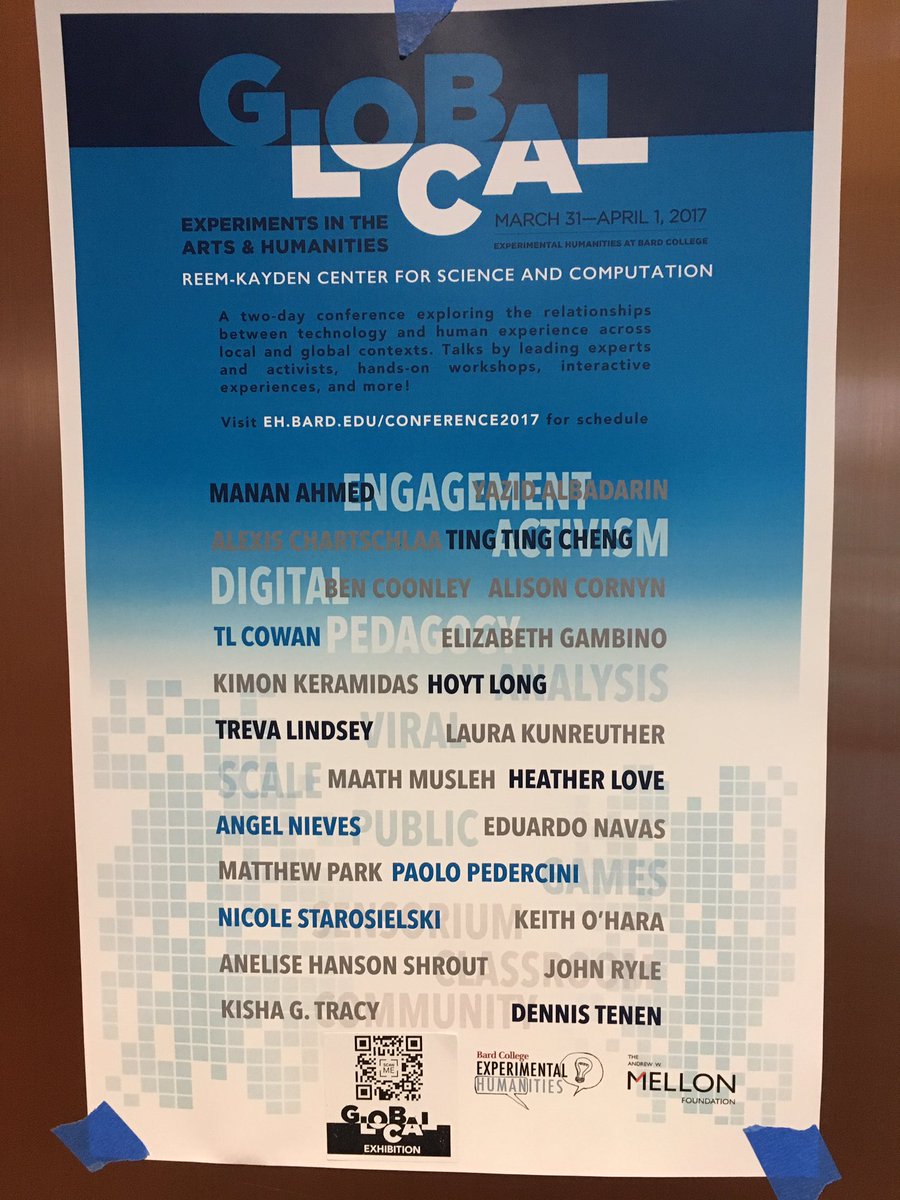 GLOBAL
LOCAL
EXPERIMENTS IN THE
ARTS & HUMANITIES
MARCH 31—APRIL 1, 2017
EXPERIMENTAL HUMANITIES AT BARD COLLEGE
REEM-KAYDEN CENTER FOR SCIENCE AND COMPUTATION
A two-day conference exploring the relationships
between technology and human experience across
local and global contexts. Talks by leading experts
and activists, hands-on workshops, interactive
experiences, and more!
Visit EH.BARD.EDU/CONFERENCE2017 for schedule
MANAN AHMED ENGAGEMENT YAZID ALBADARIN
ALEXIS CHARTSCHLAA TING TING CHENG ACTIVISM
DIGITAL BEN COONLEY ALISON CORNYN
TL COWAN PEDAGOGY ELIZABETH GAMBINO
KIMON KERAMIDAS HOYT LONG ANALYSIS
TREVA LINDSEY VIRAL LAURA KUNREUTHER
SCALE MAATH MUSLEH HEATHER LOVE
ANGEL NIEVES PUBLIC EDUARDO NAVAS
MATTHEW PARK PAOLO PEDERCINI GAMES
NICOLE STAROSIELSKI SENSORIUM KEITH O'HARA
ANELISE HANSON SHROUT CLASSROOM JOHN RYLE
KISHA G. TRACY COMMUNITY DENNIS TENEN
SCAN
ME
GLOBAL
LOCAL
EXHIBITION
Bard College
EXPERIMENTAL
HUMANITIES
THE
ANDREW W.
MELLON
FOUNDATION